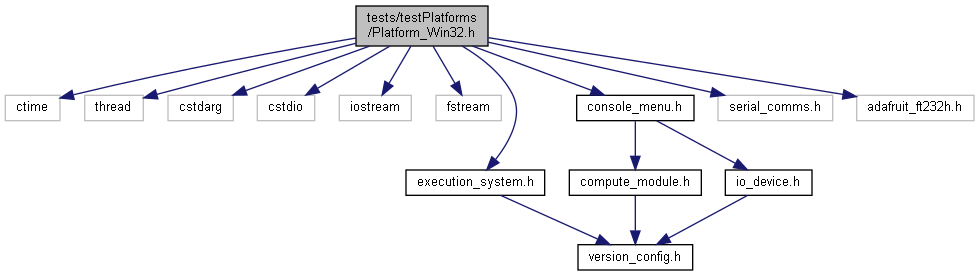 tests/testPlatforms
/Platform_Win32.h
ctime
thread
cstdarg
cstdio
iostream
fstream
console_menu.h
serial_comms.h
adafruit_ft232h.h
execution_system.h
compute_module.h
io_device.h
version_config.h